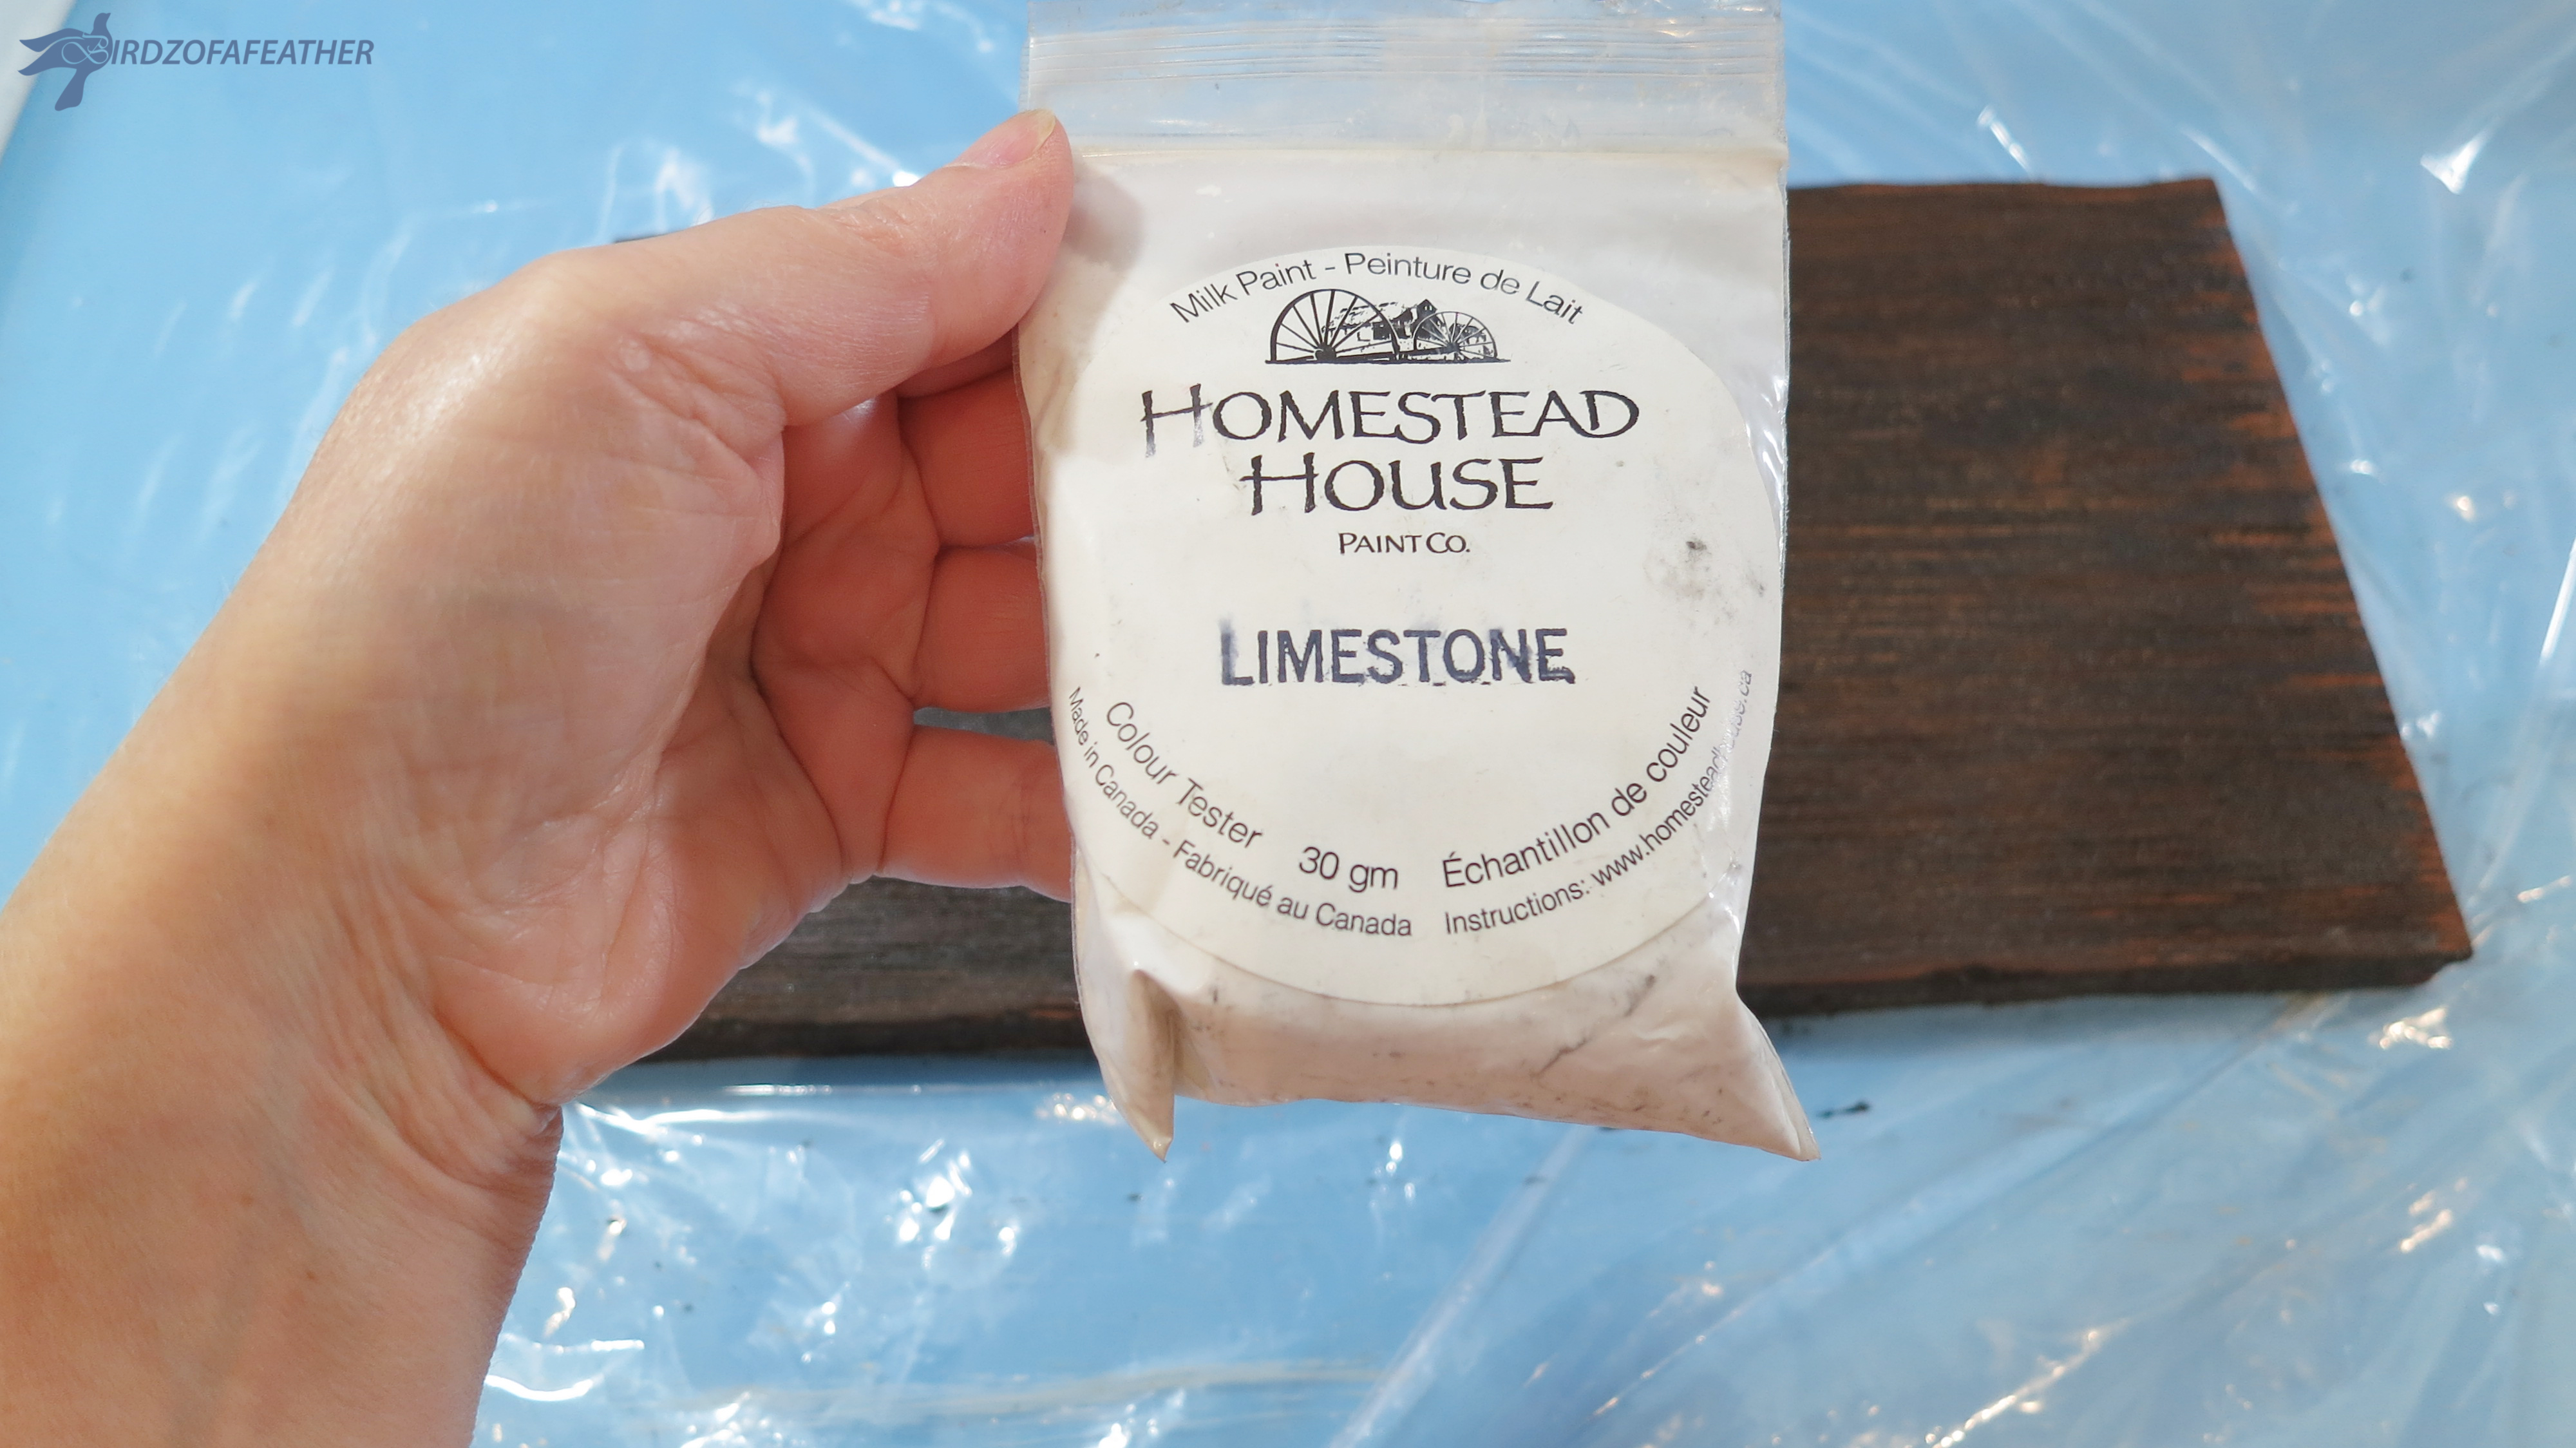 BIRDZOFAFEATHER
Milk Paint - Peinture de Lait
HOMESTEAD
HOUSE
PAINT CO.
LIMESTONE
Colour Tester 30 gm Échantillon de couleur
Made in Canada - Fabriqué au Canada Instructions: www.homesteadhouse.ca